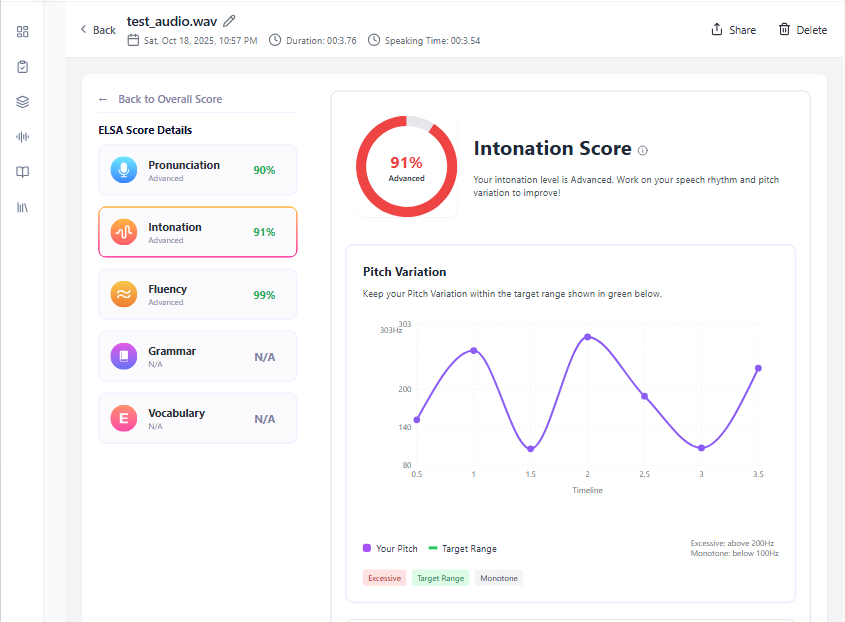 Back
test_audio.wav
Sat, Oct 18, 2025, 10:57 PM
Duration: 00:3.76
Speaking Time: 00:3.54
Share
Delete
← Back to Overall Score
ELSA Score Details
Pronunciation
Advanced
90%
Intonation
Advanced
91%
Fluency
Advanced
99%
Grammar
N/A
N/A
E
Vocabulary
N/A
N/A
91%
Advanced
Intonation Score
Your intonation level is Advanced. Work on your speech rhythm and pitch
variation to improve!
Pitch Variation
Keep your Pitch Variation within the target range shown in green below.
303
303Hz
200
140
80
0.5 1 1.5 2 2.5 3 3.5
Timeline
Your Pitch Target Range
Excessive: above 200Hz
Monotone: below 100Hz
Excessive Target Range Monotone